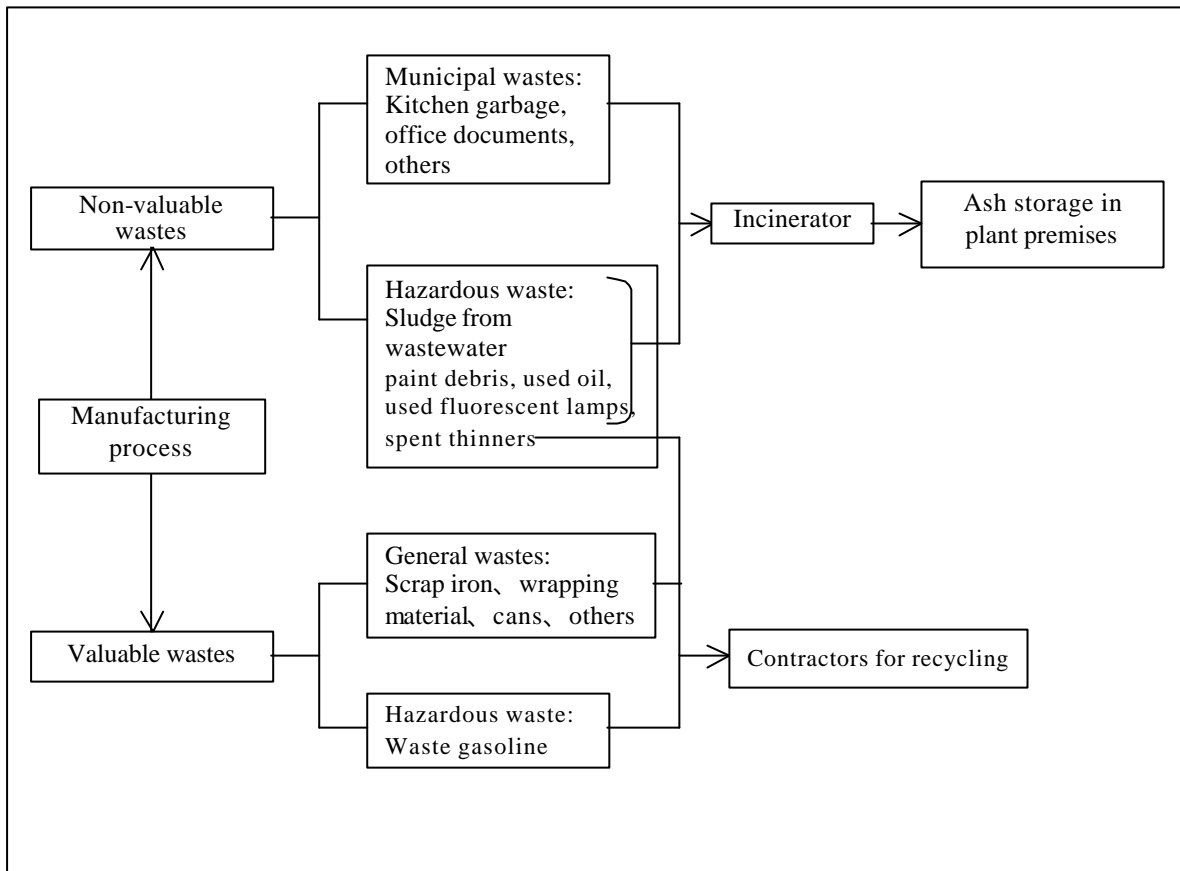 Municipal wastes:
Kitchen garbage,
office documents,
others
Non-valuable
wastes
Incinerator
Ash storage in
plant premises
Hazardous waste:
Sludge from
wastewater
paint debris, used oil,
used fluorescent lamps,
spent thinners
Manufacturing
process
General wastes:
Scrap iron、wrapping
material、cans、others
Valuable wastes
Contractors for recycling
Hazardous waste:
Waste gasoline